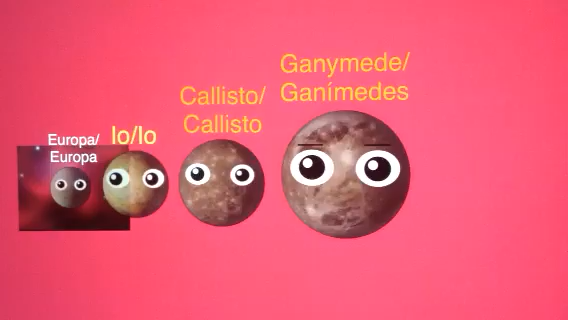 Europa/
Europa
Io/Io
Callisto/
Callisto
Ganymede/
Ganímedes